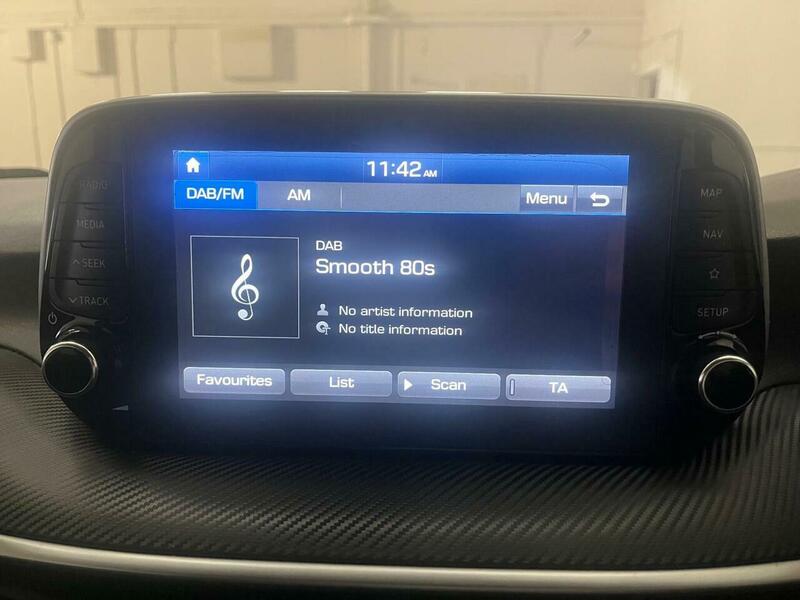 11:42 AM
DAB/FM
AM
Menu
DAB
Smooth 80s
No artist information
No title information
Favourites
List
Scan
TA
RADIO
MEDIA
SEEK
TRACK
MAP
NAV
SETUP